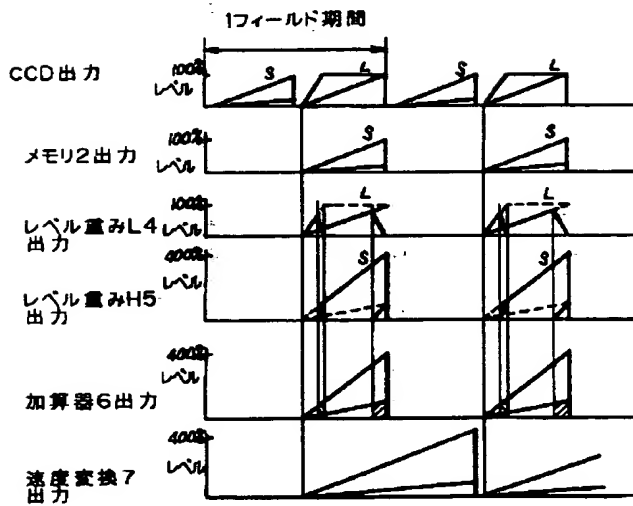 1フィールド期間
CCD出力
100%
レベル
S
L
S
L
メモリ2出力
100%
レベル
S
S
レベル重みL4
出力
100%
レベル
L
L
レベル重みH5
出力
400%
レベル
S
S
加算器6出力
400%
レベル
速度変換7
出力
400%
レベル